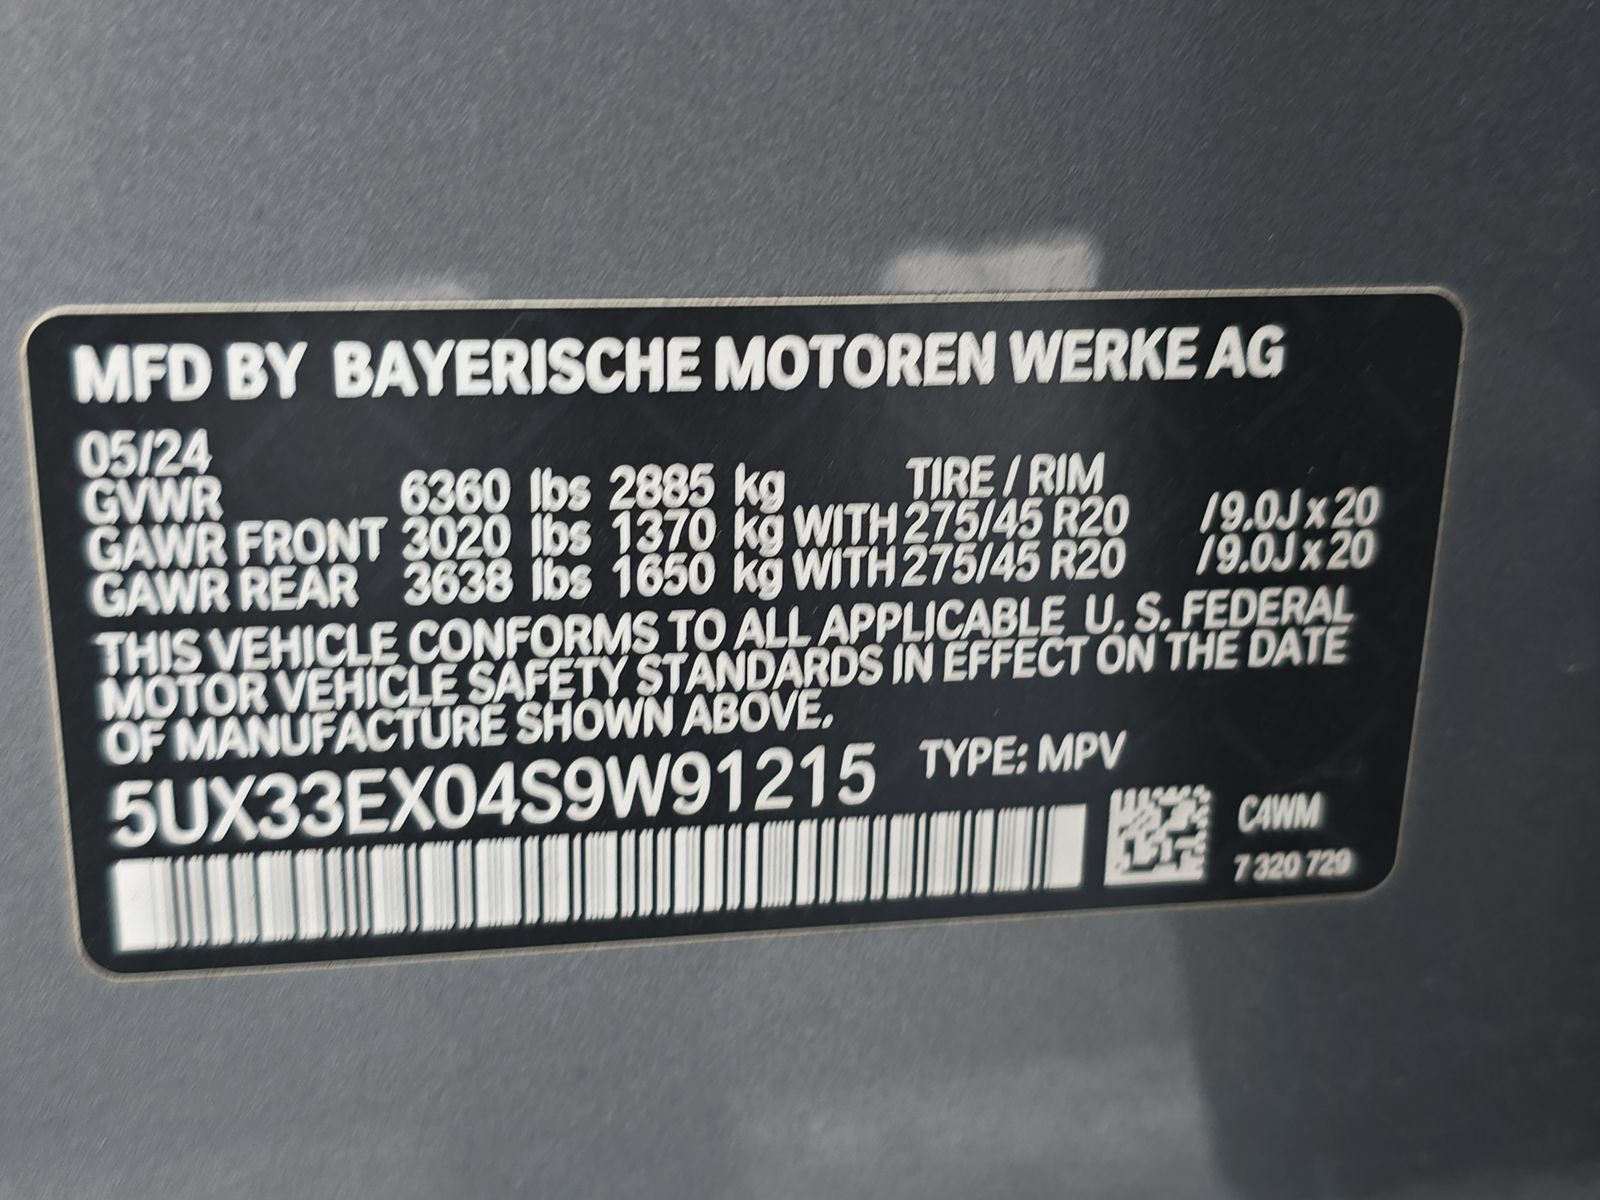 MFD BY BAYERISCHE MOTOREN WERKE AG
05/24
GVWR 6360 lbs 2885 kg TIRE / RIM
GAWR FRONT 3020 lbs 1370 kg WITH 275/45 R20 / 9.0J x 20
GAWR REAR 3638 lbs 1650 kg WITH 275/45 R20 / 9.0J x 20
THIS VEHICLE CONFORMS TO ALL APPLICABLE U. S. FEDERAL
MOTOR VEHICLE SAFETY STANDARDS IN EFFECT ON THE DATE
OF MANUFACTURE SHOWN ABOVE.
5UX33EX04S9W91215 TYPE: MPV
C4WM
7 320 729